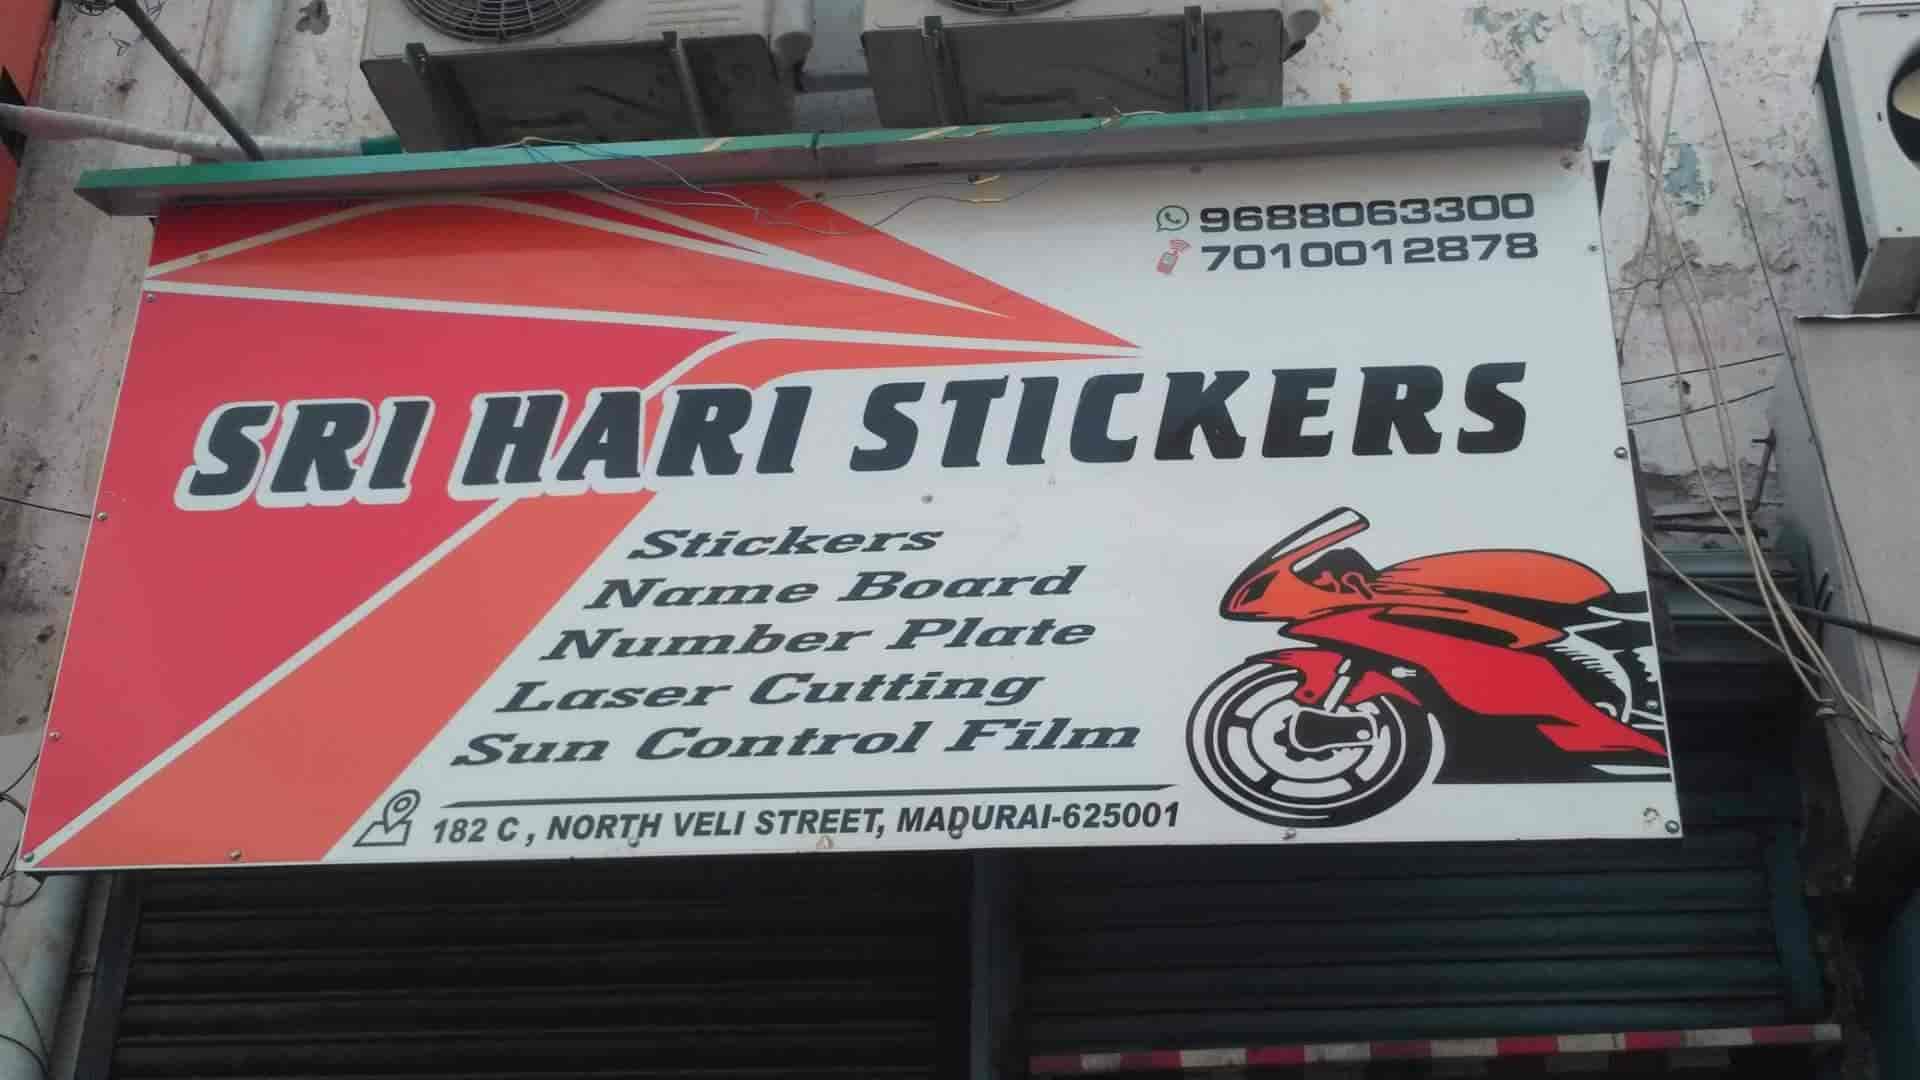 9688063300
7010012878
SRI HARI STICKERS
Stickers
Name Board
Number Plate
Laser Cutting
Sun Control Film
182 C , NORTH VELI STREET, MADURAI-625001